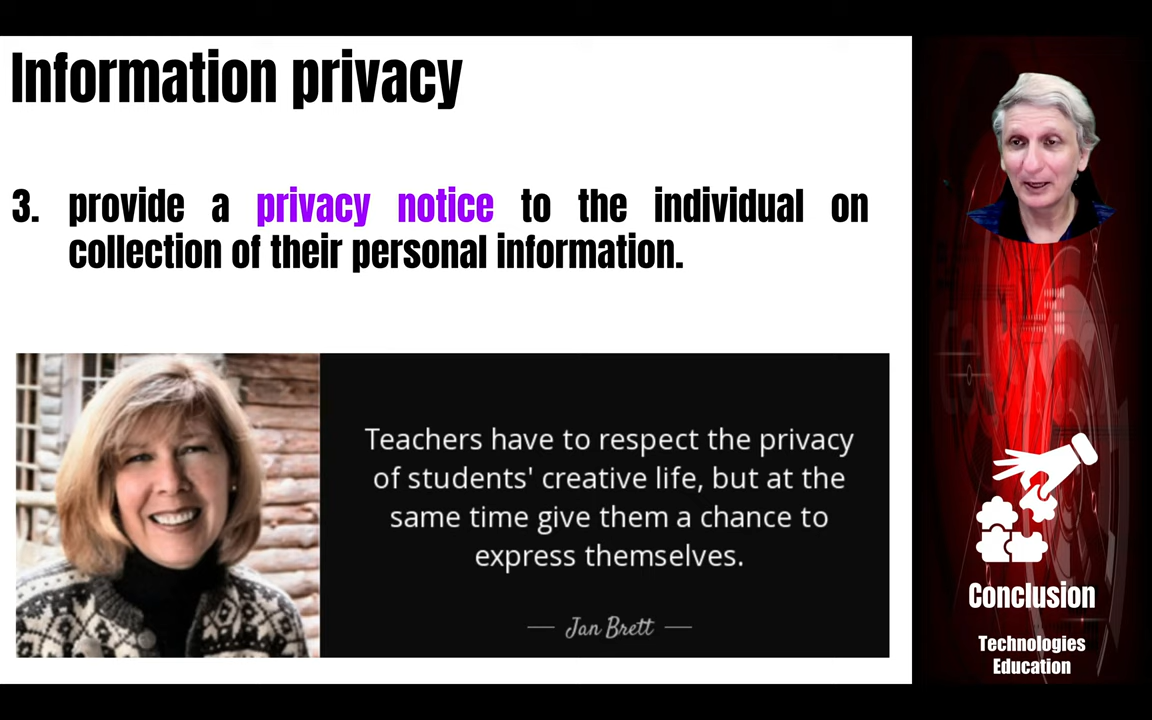 Information privacy
3. provide a privacy notice to the individual on
collection of their personal information.
Teachers have to respect the privacy
of students' creative life, but at the
same time give them a chance to
express themselves.
Jan Brett
Conclusion
Technologies
Education